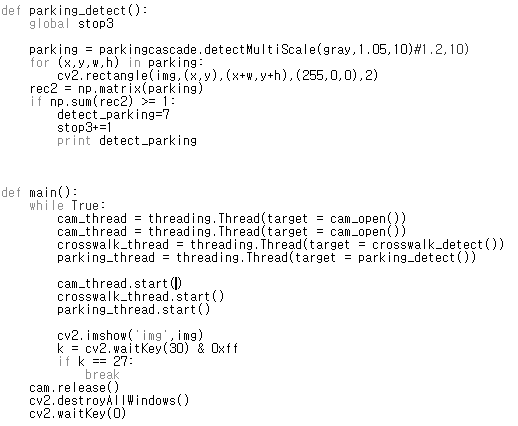 def parking_detect():
    global stop3

    parking = parkingcascade.detectMultiScale(gray,1.05,10)#1.2,10)
    for (x,y,w,h) in parking:
        cv2.rectangle(img,(x,y),(x+w,y+h),(255,0,0),2)
    rec2 = np.matrix(parking)
    if np.sum(rec2) >= 1:
        detect_parking=7
        stop3+=1
        print detect_parking

def main():
    while True:
        cam_thread = threading.Thread(target = cam_open())
        cam_thread = threading.Thread(target = cam_open())
        crosswalk_thread = threading.Thread(target = crosswalk_detect())
        parking_thread = threading.Thread(target = parking_detect())

        cam_thread.start()
        crosswalk_thread.start()
        parking_thread.start()

        cv2.imshow('img',img)
        k = cv2.waitKey(30) & 0xff
        if k == 27:
            break
    cam.release()
    cv2.destroyAllWindows()
    cv2.waitKey(0)